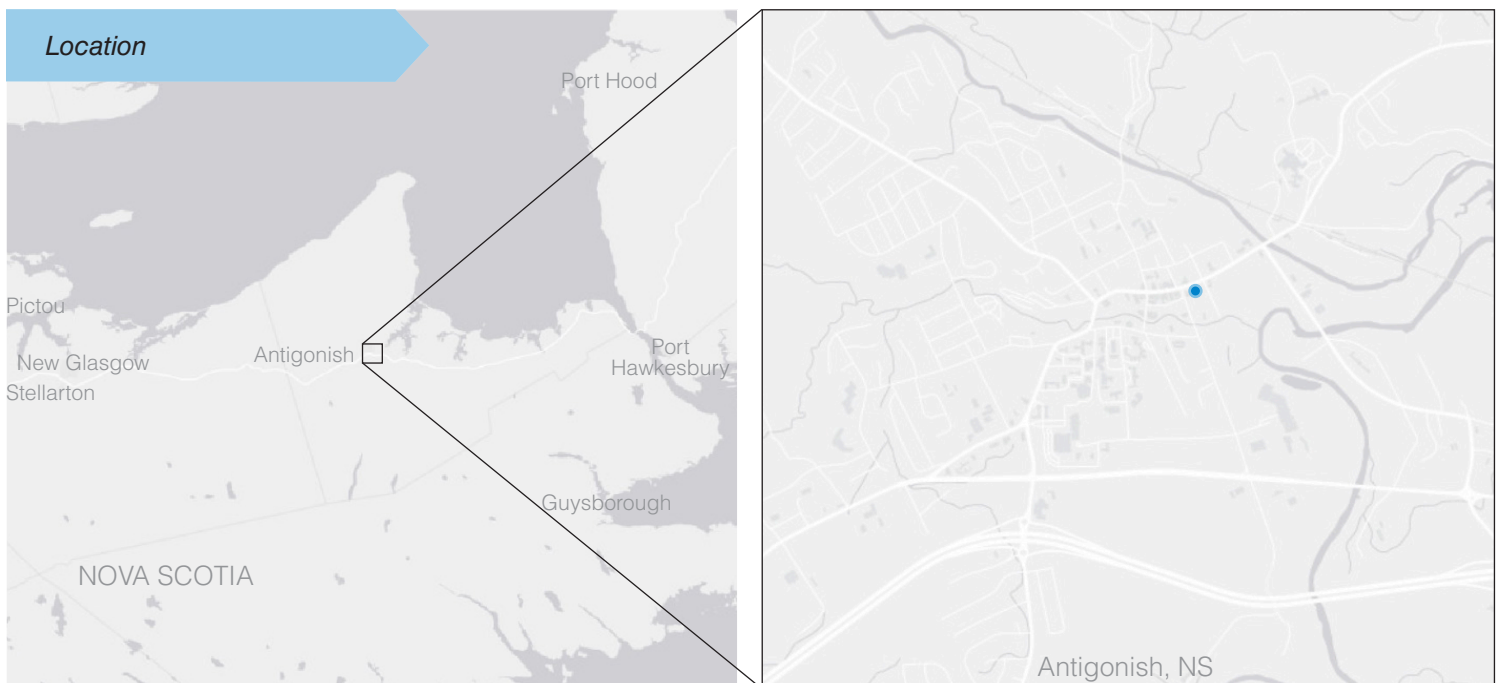 Location
Port Hood
Pictou
New Glasgow
Stellarton
Antigonish
Port
Hawkesbury
Guysborough
NOVA SCOTIA
Antigonish, NS